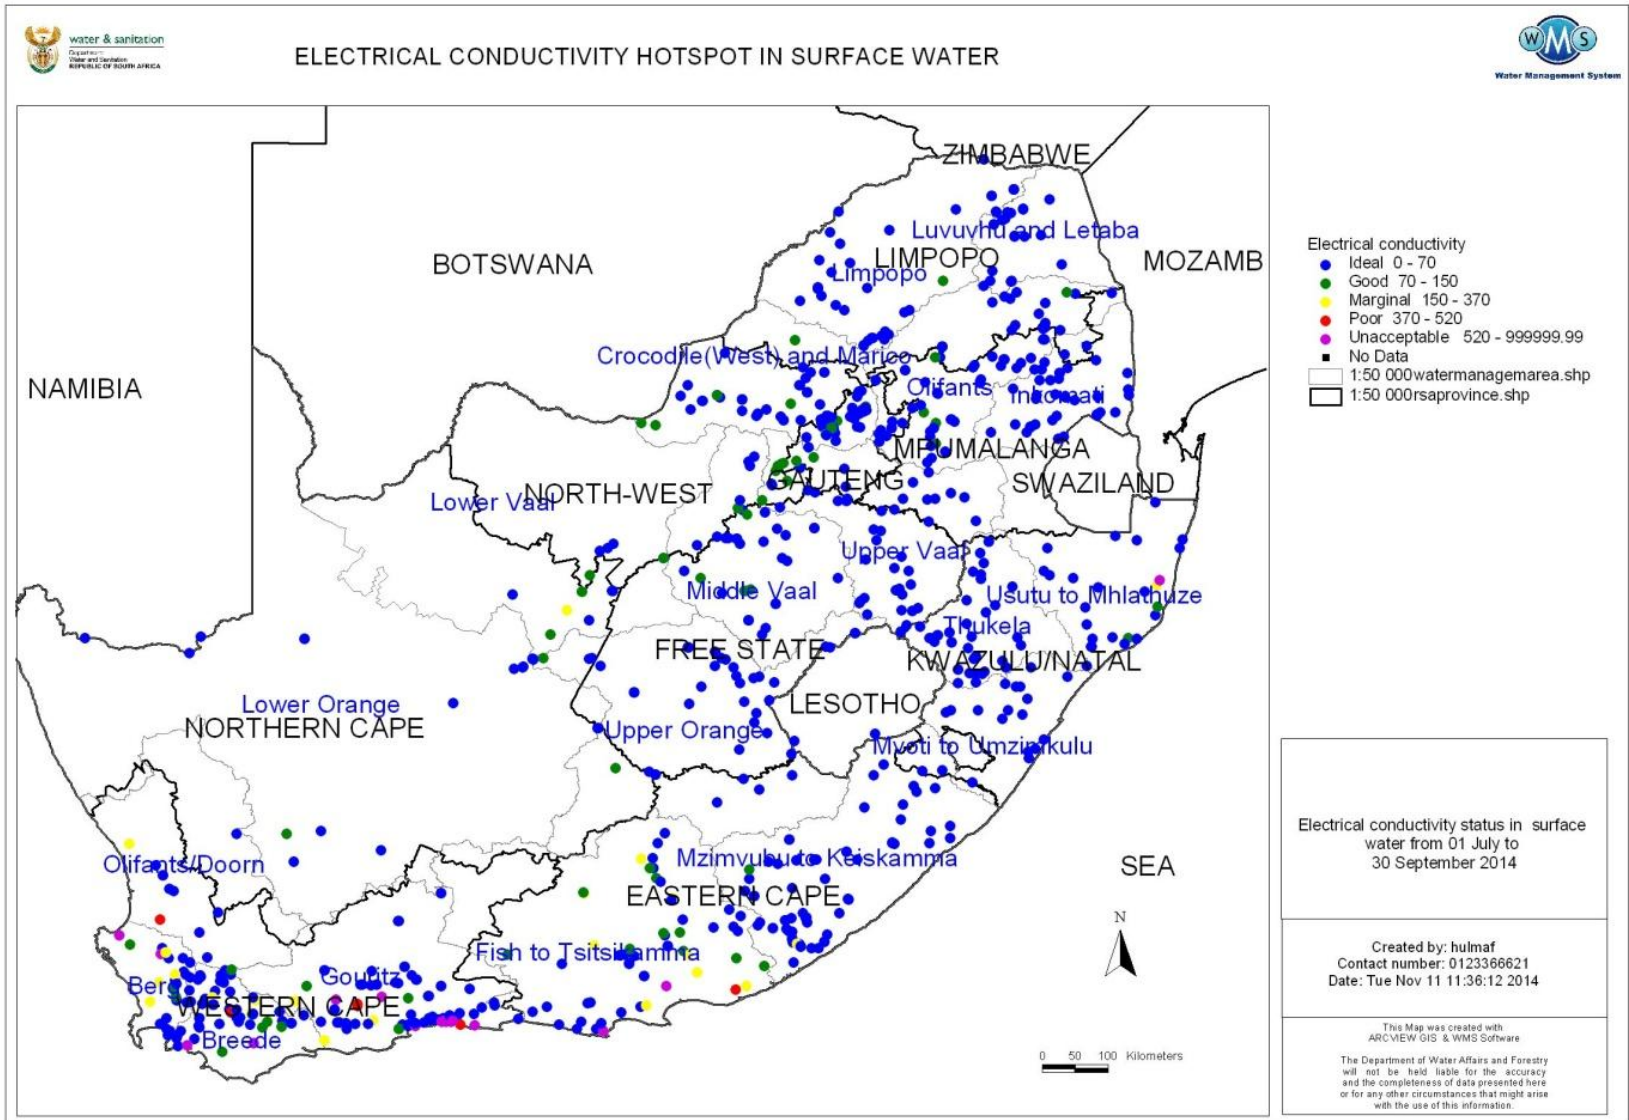 water & sanitation
Department:
Water and Sanitation
REPUBLIC OF SOUTH AFRICA
ELECTRICAL CONDUCTIVITY HOTSPOT IN SURFACE WATER
WMS
Water Management System
ZIMBABWE
Luvuvhu and Letaba
LIMPOPO
BOTSWANA
MOZAMB
Limpopo
Crocodile(West) and Marico
NAMIBIA
Olifants
Inkomati
MPUMALANGA
GAUTENG
SWAZILAND
NORTH-WEST
Lower Vaal
Upper Vaal
Middle Vaal
Usutu to Mhlathuze
Thukela
FREE STATE
KWAZULU/NATAL
LESOTHO
Lower Orange
NORTHERN CAPE
Upper Orange
Mvoti to Umzimkulu
Olifants/Doorn
Mzimvubu to Keiskamma
SEA
EASTERN CAPE
Fish to Tsitsikamma
Gouritz
Berg
WESTERN CAPE
Breede
N
0 50 100 Kilometers
Electrical conductivity
Ideal 0 - 70
Good 70 - 150
Marginal 150 - 370
Poor 370 - 520
Unacceptable 520 - 999999.99
No Data
1:50 000watermanagemarea.shp
1:50 000rsaprovince.shp
Electrical conductivity status in surface
water from 01 July to
30 September 2014
Created by: hulmaf
Contact number: 0123366621
Date: Tue Nov 11 11:36:12 2014
This Map was created with
ARCVIEW GIS & WMS Software
The Department of Water Affairs and Forestry
will not be held liable for the accuracy
and the completeness of data presented here
or for any other circumstances that might arise
with the use of this information.